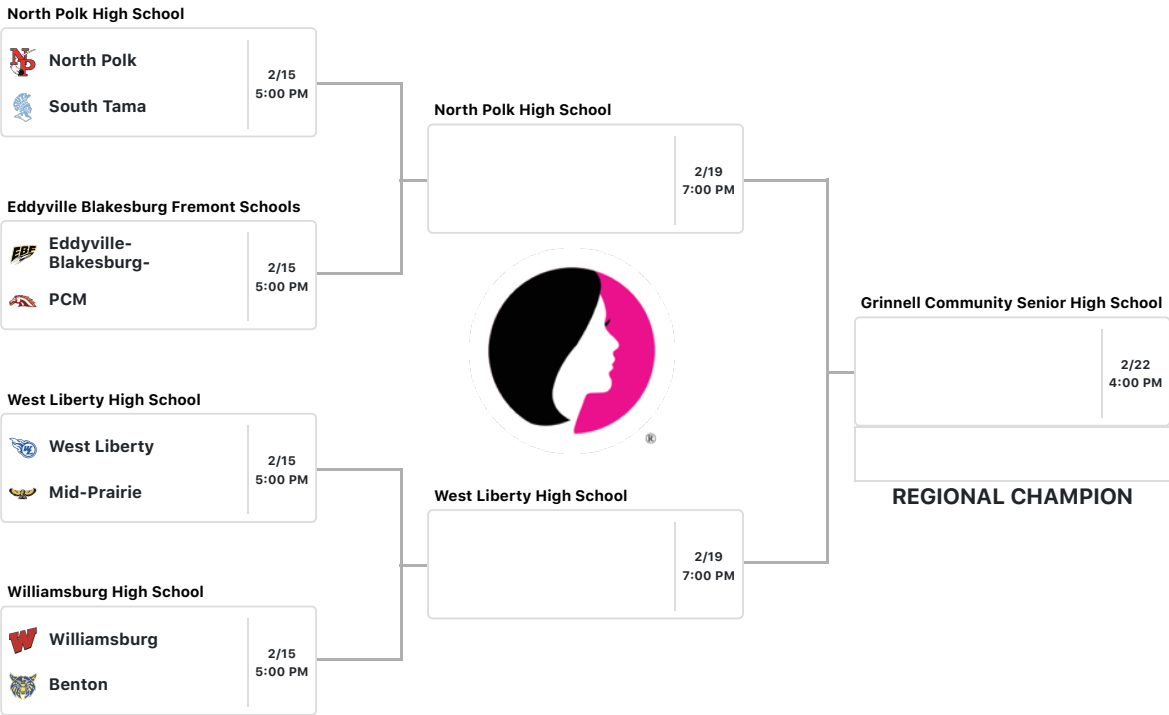 North Polk High School
North Polk
South Tama
2/15
5:00 PM
Eddyville Blakesburg Fremont Schools
EBF
Eddyville-
Blakesburg-
PCM
2/15
5:00 PM
West Liberty High School
West Liberty
Mid-Prairie
2/15
5:00 PM
Williamsburg High School
W
Williamsburg
Benton
2/15
5:00 PM
North Polk High School
2/19
7:00 PM
®
West Liberty High School
2/19
7:00 PM
Grinnell Community Senior High School
2/22
4:00 PM
REGIONAL CHAMPION